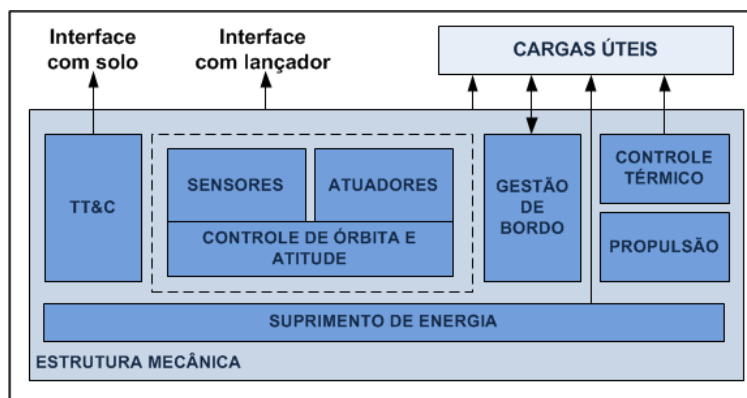 Interface
com solo
Interface
com lançador
CARGAS ÚTEIS
TT&C
SENSORES
ATUADORES
CONTROLE DE ÓRBITA E
ATITUDE
GESTÃO
DE
BORDO
CONTROLE
TÉRMICO
PROPULSÃO
SUPRIMENTO DE ENERGIA
ESTRUTURA MECÂNICA